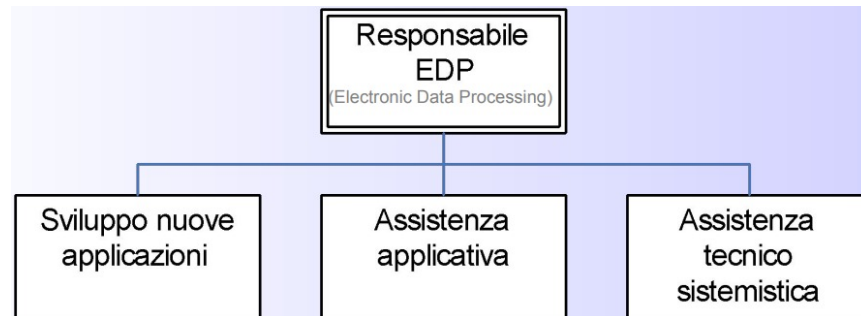 Responsabile
EDP
(Electronic Data Processing)
Sviluppo nuove
applicazioni
Assistenza
applicativa
Assistenza
tecnico
sistemistica